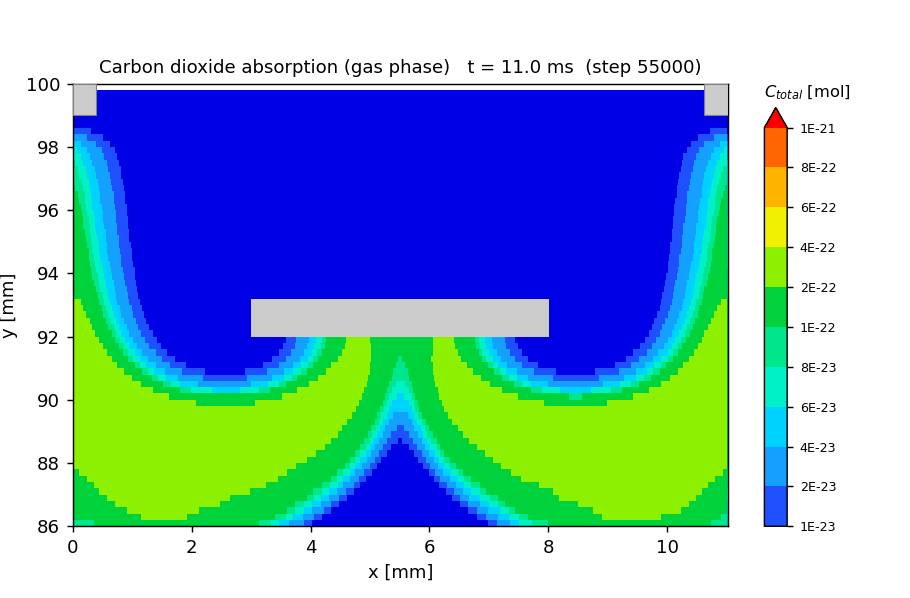 Carbon dioxide absorption (gas phase)   t = 11.0 ms  (step 55000)
C_total [mol]
100
98
96
94
92
90
88
86
y [mm]
0 2 4 6 8 10
x [mm]
1E-21
8E-22
6E-22
4E-22
2E-22
1E-22
8E-23
6E-23
4E-23
2E-23
1E-23